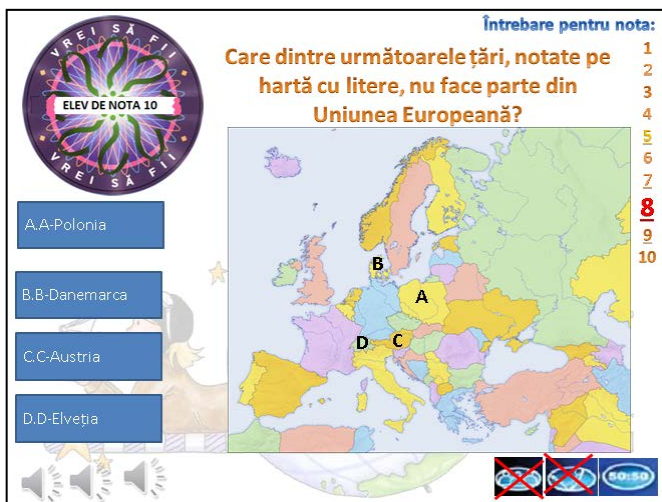 VREI SĂ FII
ELEV DE NOTA 10
VREI SĂ FII
Întrebare pentru nota:
Care dintre următoarele țări, notate pe
hartă cu litere, nu face parte din
Uniunea Europeană?
1
2
3
4
5
6
7
8
9
10
A.A-Polonia
B.B-Danemarca
C.C-Austria
D.D-Elveția
B
A
D
C
50:50